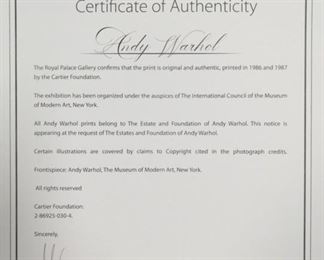 Certificate of Authenticity
Andy Warhol
The Royal Palace Gallery confirms that the print is original and authentic, printed in 1986 and 1987
by the Cartier Foundation.
The exhibition has been organized under the auspices of The International Council of the Museum
of Modern Art, New York.
All Andy Warhol prints belong to The Estate and Foundation of Andy Warhol. This notice is
appearing at the request of The Estates and Foundation of Andy Warhol.
Certain illustrations are covered by claims to Copyright cited in the photograph credits.
Frontispiece: Andy Warhol, The Museum of Modern Art, New York.
All rights reserved
Cartier Foundation:
2-86925-030-4.
Sincerely,